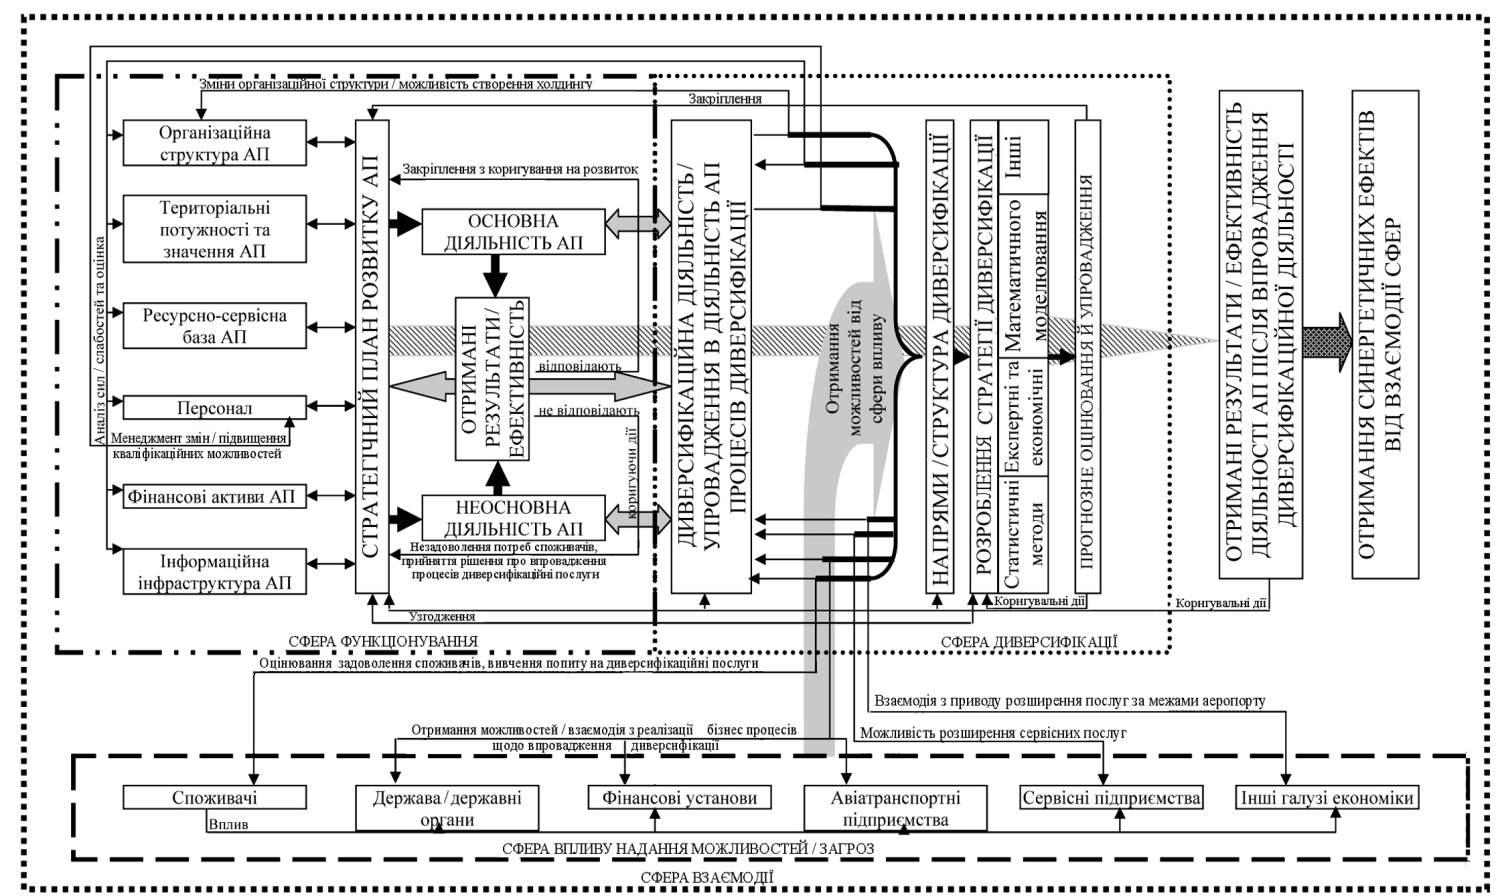 Зміни організаційної структури / можливість створення холдингу
Закріплення
Аналіз сил / слабостей та оцінка
Організаційна
структура АП
Територіальні
потужності та
значення АП
Ресурсно-сервісна
база АП
Персонал
Менеджмент змін / підвищення
кваліфікаційних можливостей
Фінансові активи АП
Інформаційна
інфраструктура АП
СТРАТЕГІЧНИЙ ПЛАН РОЗВИТКУ АП
Закріплення з коригування на розвиток
ОСНОВНА
ДІЯЛЬНІСТЬ АП
ОТРИМАНІ
РЕЗУЛЬТАТИ/
ЕФЕКТИВНІСТЬ
відповідають
не відповідають
коригуючи дії
НЕОСНОВНА
ДІЯЛЬНІСТЬ АП
Незадоволення потреб споживачів,
прийняття рішення про впровадження
процесів диверсифікаційні послуги
Узгодження
СФЕРА ФУНКЦІОНУВАННЯ
ДИВЕРСИФІКАЦІЙНА ДІЯЛЬНІСТЬ/
УПРОВАДЖЕННЯ В ДІЯЛЬНІСТЬ АП
ПРОЦЕСІВ ДИВЕРСИФІКАЦІЇ
Отримання
можливостей від
сфери впливу
НАПРЯМИ / СТРУКТУРА ДИВЕРСИФІКАЦІЇ
РОЗРОБЛЕННЯ СТРАТЕГІЇ ДИВЕРСИФІКАЦІЇ
Інші
Математичного
моделювання
Експертні та
економічні
Статистичні
методи
ПРОГНОЗНЕ ОЦІНЮВАННЯ Й УПРОВАДЖЕННЯ
Коригувальні дії
Коригувальні дії
СФЕРА ДИВЕРСИФІКАЦІЇ
ОТРИМАНІ РЕЗУЛЬТАТИ / ЕФЕКТИВНІСТЬ
ДІЯЛЬНОСТІ АП ПІСЛЯ ВПРОВАДЖЕННЯ
ДИВЕРСИФІКАЦІЙНОЇ ДІЯЛЬНОСТІ
ОТРИМАННЯ СИНЕРГЕТИЧНИХ ЕФЕКТІВ
ВІД ВЗАЄМОДІЇ СФЕР
Оцінювання задоволення споживачів, вивчення попиту на диверсифікаційні послуги
Взаємодія з приводу розширення послуг за межами аеропорту
Отримання можливостей / взаємодія з реалізації бізнес процесів
щодо впровадження диверсифікації
Можливість розширення сервісних послуг
Споживачі
Держава / державні
органи
Фінансові установи
Авіатранспортні
підприємства
Сервісні підприємства
Інші галузі економіки
Вплив
СФЕРА ВПЛИВУ НАДАННЯ МОЖЛИВОСТЕЙ / ЗАГРОЗ
СФЕРА ВЗАЄМОДІЇ